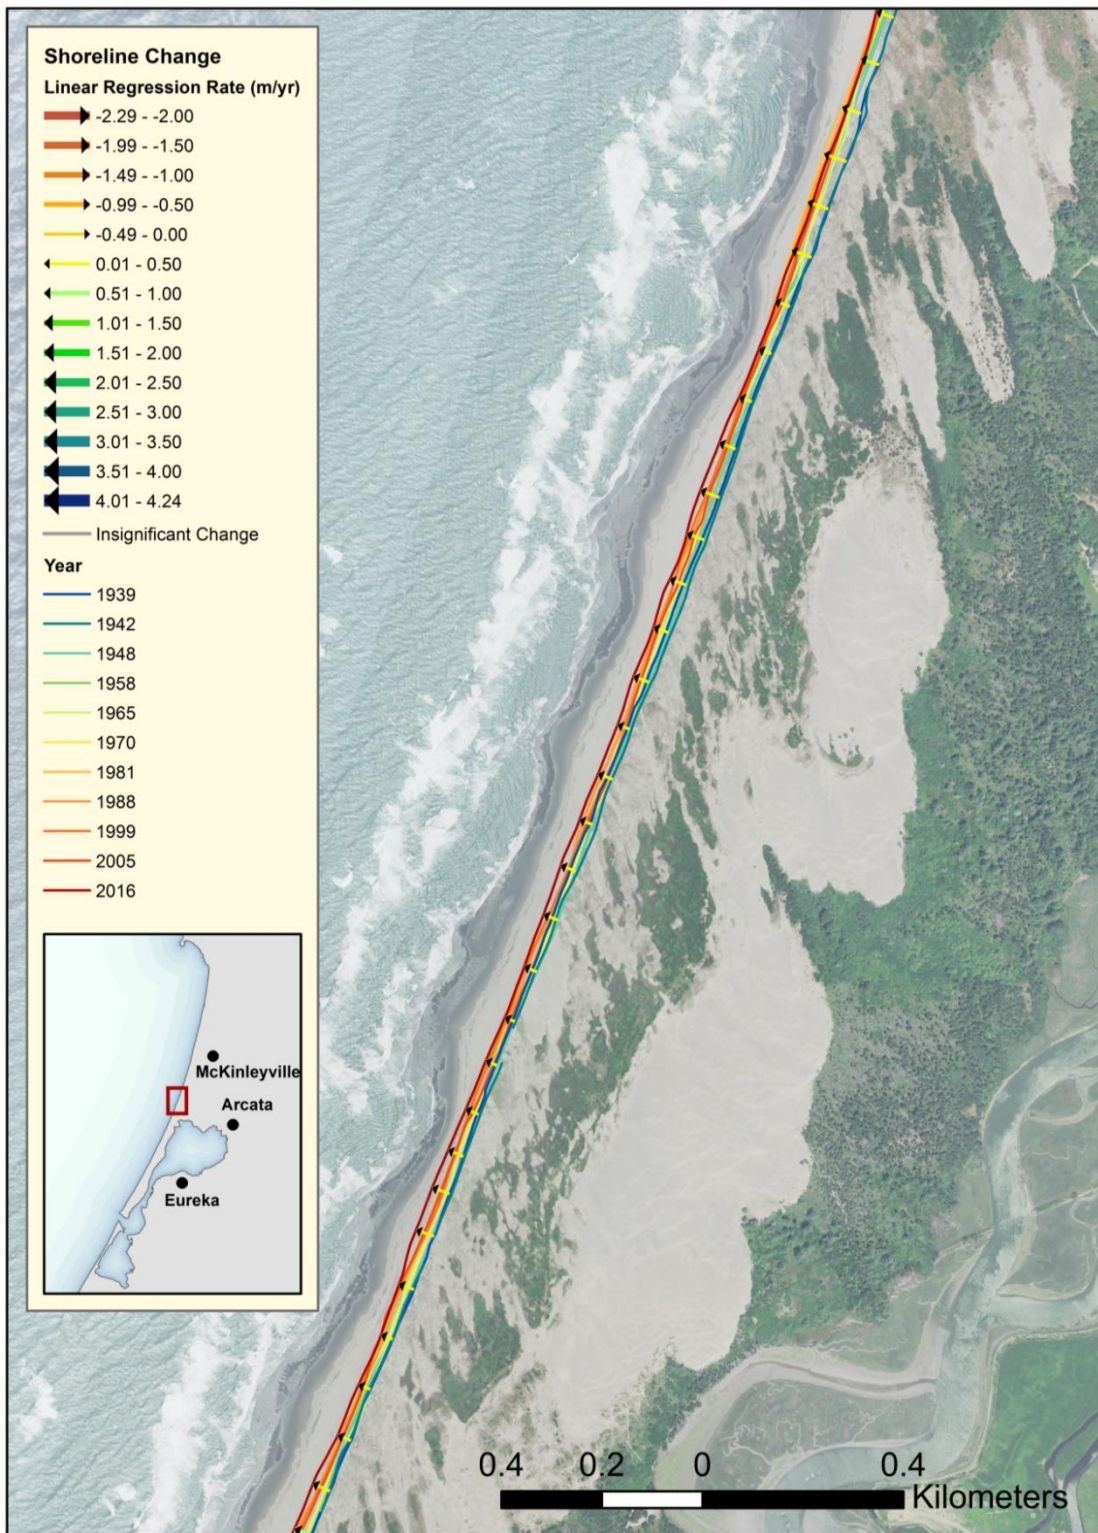 Shoreline Change
Linear Regression Rate (m/yr)
-2.29 - -2.00
-1.99 - -1.50
-1.49 - -1.00
-0.99 - -0.50
-0.49 - 0.00
0.01 - 0.50
0.51 - 1.00
1.01 - 1.50
1.51 - 2.00
2.01 - 2.50
2.51 - 3.00
3.01 - 3.50
3.51 - 4.00
4.01 - 4.24
Insignificant Change
Year
1939
1942
1948
1958
1965
1970
1981
1988
1999
2005
2016
McKinleyville
Arcata
Eureka
0.4 0.2 0 0.4
Kilometers